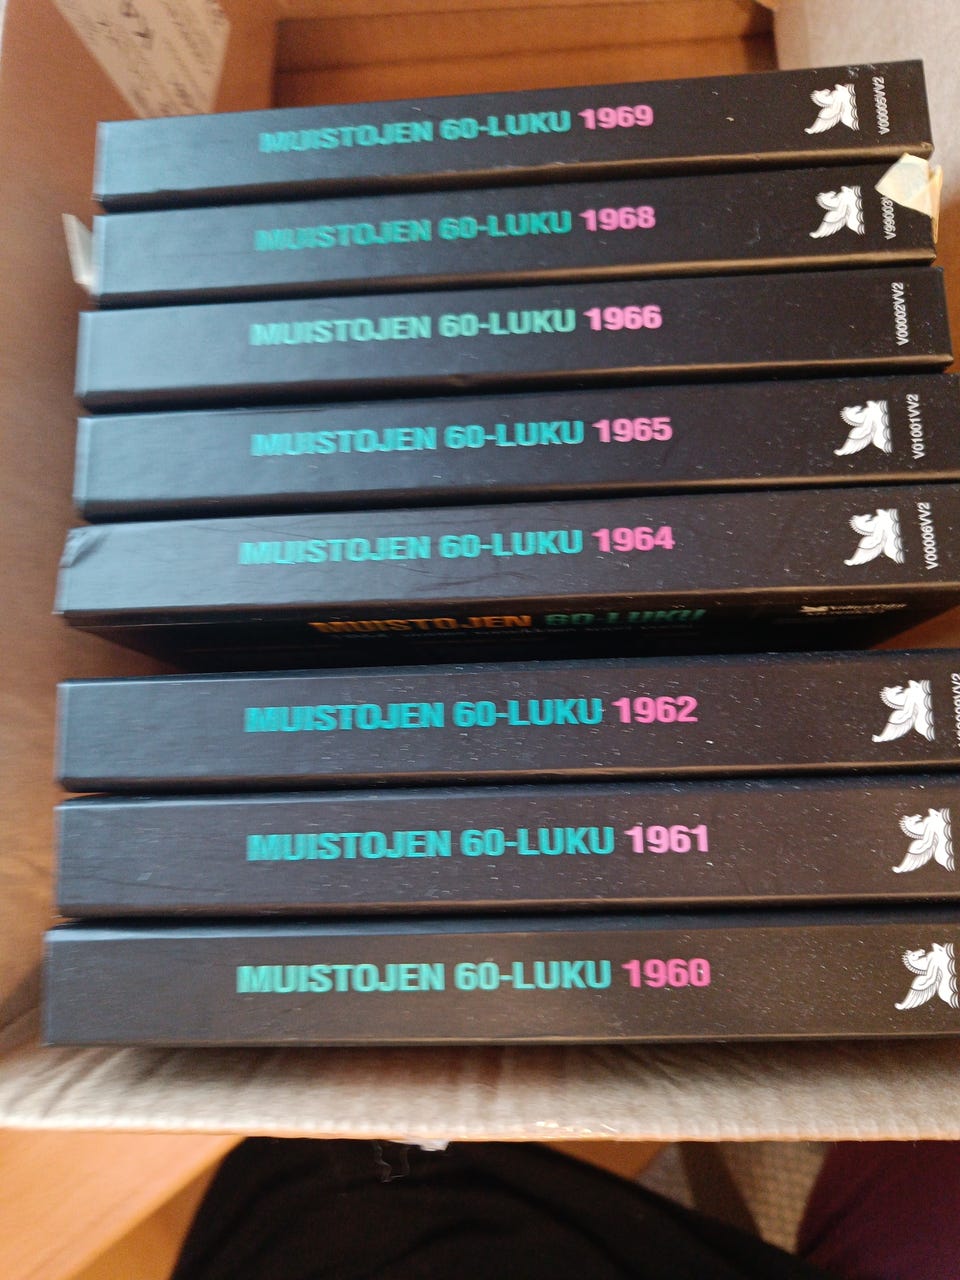 MUISTOJEN 60-LUKU 1969
V00005VV2
MUISTOJEN 60-LUKU 1968
MUISTOJEN 60-LUKU 1966
V00002VV2
MUISTOJEN 60-LUKU 1965
V01001VV2
MUISTOJEN 60-LUKU 1964
V00006VV2
MUISTOJEN 60-LUKU
MUISTOJEN 60-LUKU 1962
MUISTOJEN 60-LUKU 1961
MUISTOJEN 60-LUKU 1960